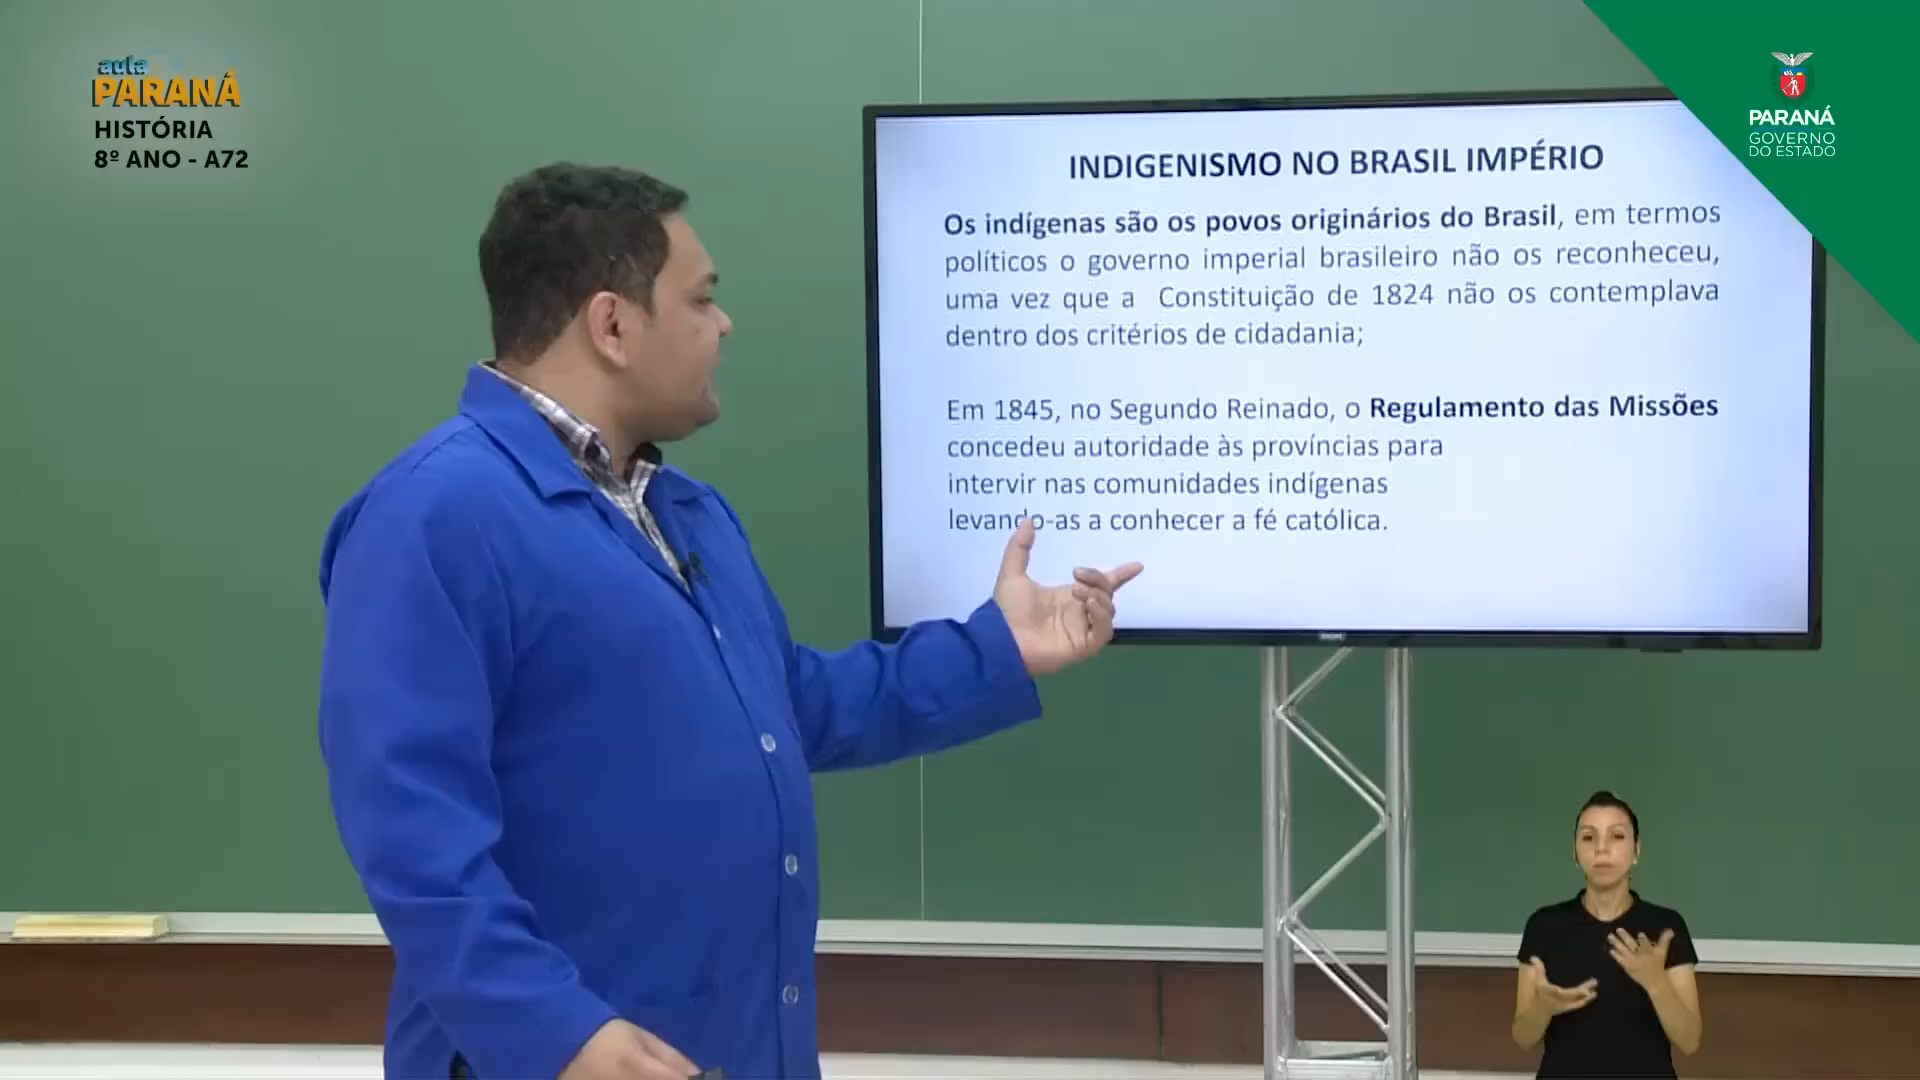 aula
PARANÁ
HISTÓRIA
8º ANO - A72
PARANÁ
GOVERNO
DO ESTADO
INDIGENISMO NO BRASIL IMPÉRIO
Os indígenas são os povos originários do Brasil, em termos
políticos o governo imperial brasileiro não os reconheceu,
uma vez que a Constituição de 1824 não os contemplava
dentro dos critérios de cidadania;
Em 1845, no Segundo Reinado, o Regulamento das Missões
concedeu autoridade às províncias para
intervir nas comunidades indígenas
levando-as a conhecer a fé católica.